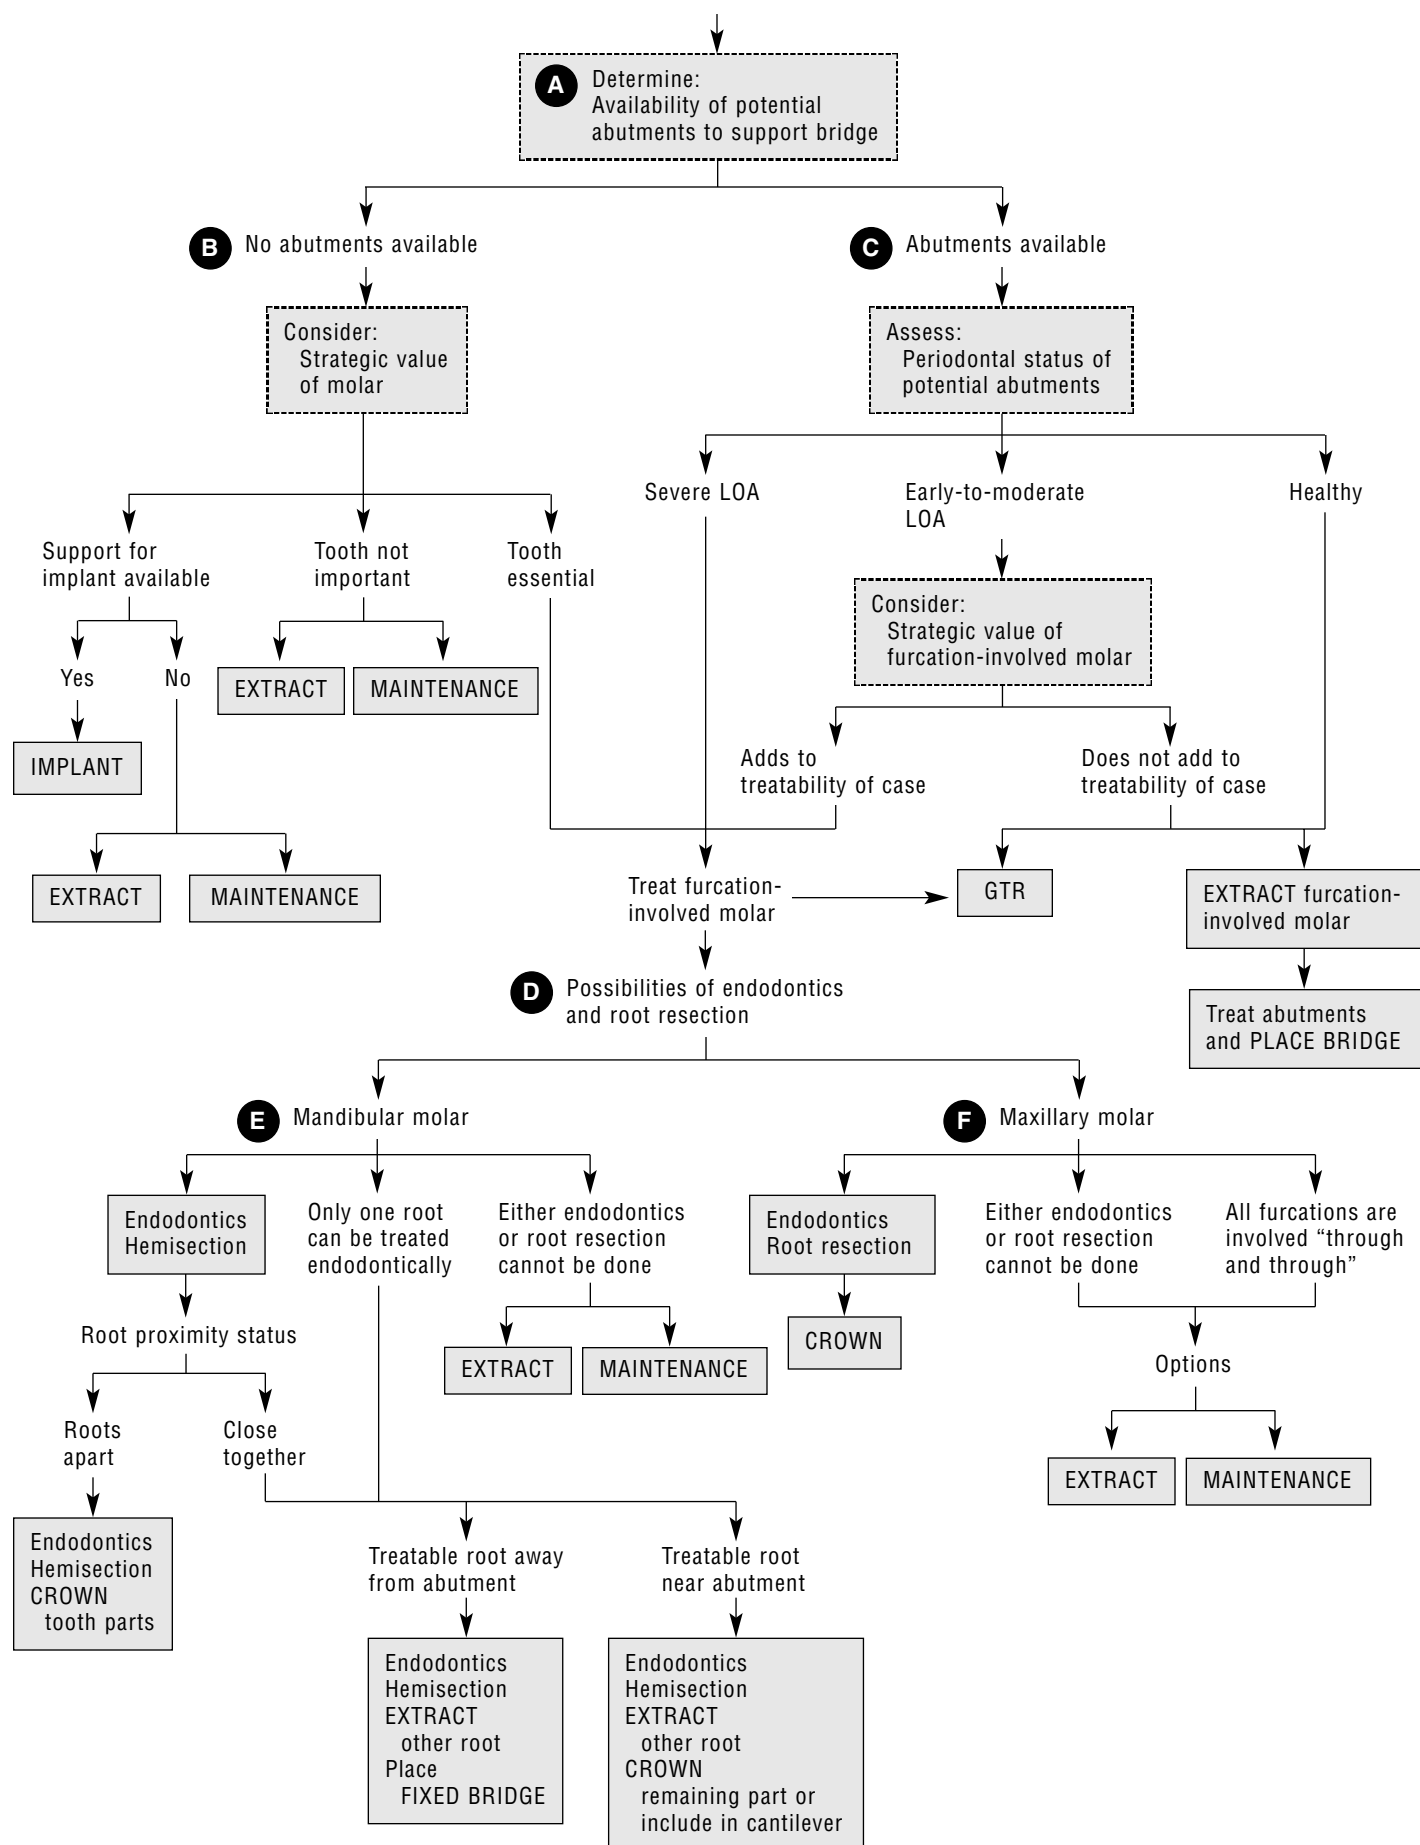 A
Determine:
Availability of potential
abutments to support bridge
B
No abutments available
C
Abutments available
Consider:
Strategic value
of molar
Assess:
Periodontal status of
potential abutments
Severe LOA
Early-to-moderate
LOA
Healthy
Support for
implant available
Tooth not
important
Tooth
essential
Consider:
Strategic value of
furcation-involved molar
Yes
No
EXTRACT
MAINTENANCE
IMPLANT
Adds to
treatability of case
Does not add to
treatability of case
EXTRACT
MAINTENANCE
Treat furcation-
involved molar
GTR
EXTRACT furcation-
involved molar
D
Possibilities of endodontics
and root resection
Treat abutments
and PLACE BRIDGE
E
Mandibular molar
F
Maxillary molar
Endodontics
Hemisection
Only one root
can be treated
endodontically
Either endodontics
or root resection
cannot be done
Endodontics
Root resection
Either endodontics
or root resection
cannot be done
All furcations are
involved “through
and through”
Root proximity status
EXTRACT
MAINTENANCE
CROWN
Options
Roots
apart
Close
together
EXTRACT
MAINTENANCE
Endodontics
Hemisection
CROWN
tooth parts
Treatable root away
from abutment
Treatable root
near abutment
Endodontics
Hemisection
EXTRACT
other root
Place
FIXED BRIDGE
Endodontics
Hemisection
EXTRACT
other root
CROWN
remaining part or
include in cantilever